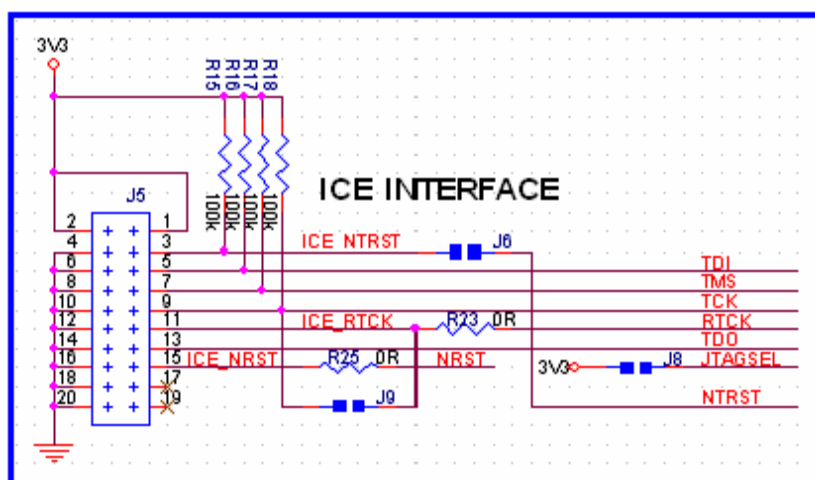 3V3
R15
R16
R17
R18
100k
100k
100k
100k
ICE INTERFACE
J5
2 1
4 3
6 5
8 7
10 9
12 11
14 13
16 15
18 17
20 19
ICE_NTRST J6
TDI
TMS
TCK
ICE_RTCK R23 0R RTCK
TDO
ICE_NRST R25 0R NRST
3V3 J8 JTAGSEL
J9
NTRST